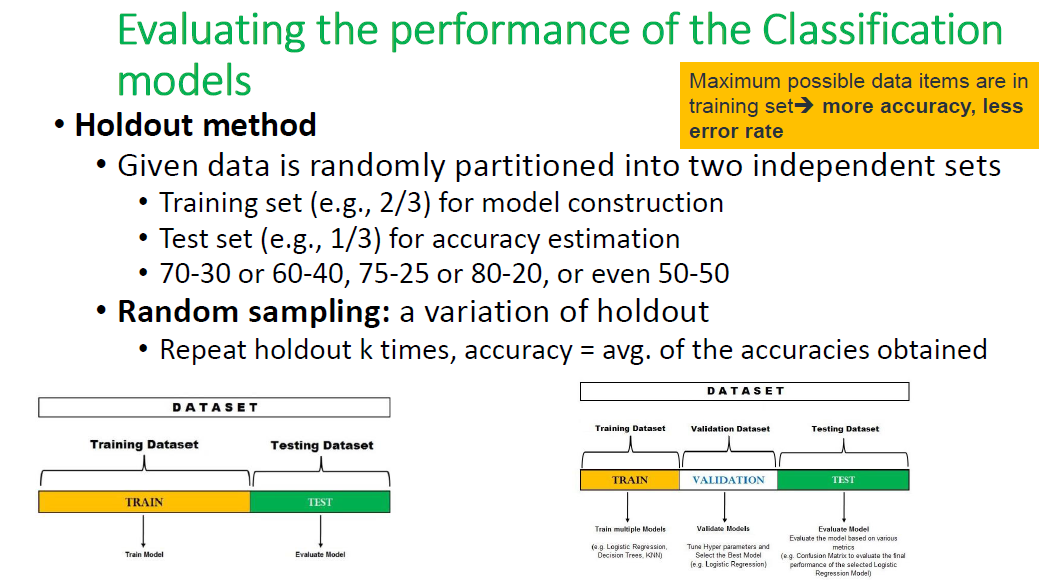 Evaluating the performance of the Classification
models
Maximum possible data items are in
training set➔ more accuracy, less
error rate
• Holdout method
• Given data is randomly partitioned into two independent sets
• Training set (e.g., 2/3) for model construction
• Test set (e.g., 1/3) for accuracy estimation
• 70-30 or 60-40, 75-25 or 80-20, or even 50-50
• Random sampling: a variation of holdout
• Repeat holdout k times, accuracy = avg. of the accuracies obtained
DATASET
Training Dataset
Testing Dataset
TRAIN
TEST
Train Model
Evaluate Model
DATASET
Training Dataset
Validation Dataset
Testing Dataset
TRAIN
VALIDATION
TEST
Train multiple Models
(e.g. Logistic Regression,
Decision Trees, KNN)
Validate Models
Tune Hyper parameters and
Select the Best Model
(e.g. Logistic Regression)
Evaluate Model
Evaluate the model based on various
metrics
(e.g. Confusion Matrix to evaluate the final
performance of the selected Logistic
Regression Model)